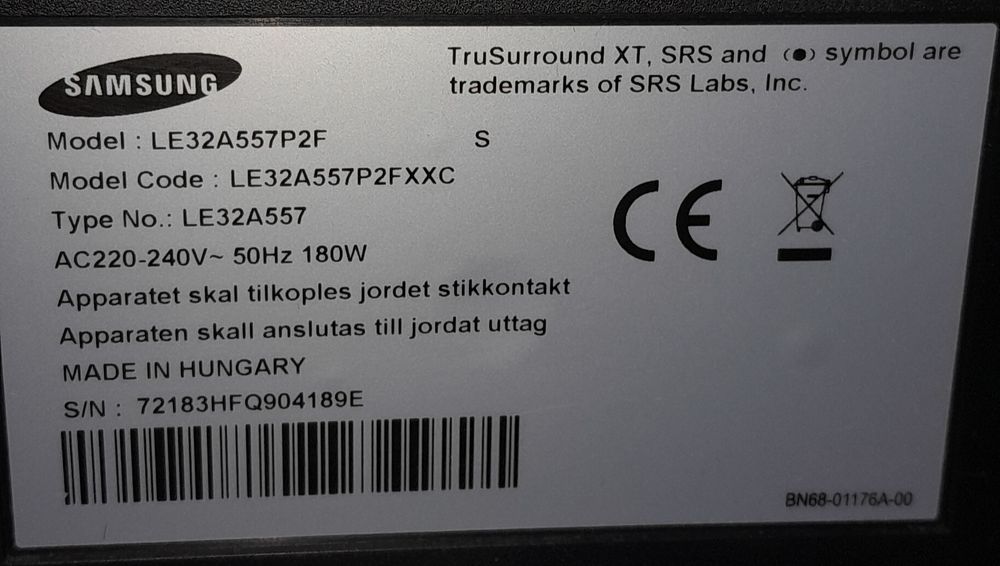 SAMSUNG
TruSurround XT, SRS and (●) symbol are
trademarks of SRS Labs, Inc.
Model : LE32A557P2F S
Model Code : LE32A557P2FXXC
Type No.: LE32A557
AC220-240V~ 50Hz 180W
Apparatet skal tilkoples jordet stikkontakt
Apparaten skall anslutas till jordat uttag
MADE IN HUNGARY
S/N : 72183HFQ904189E
CE
BN68-01176A-00